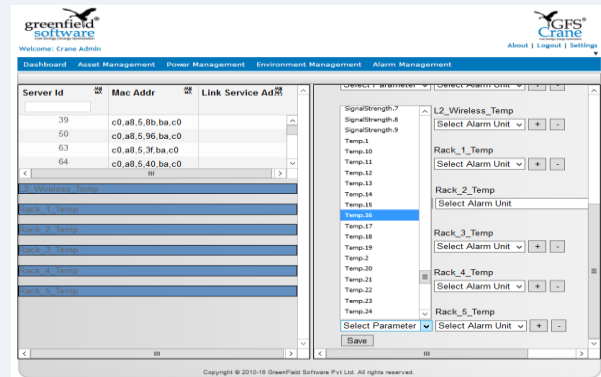 greenfield
software
GFS
Crane
Welcome: Crane Admin
About | Logout | Settings
Dashboard Asset Management Power Management Environment Management Alarm Management
Server Id Mac Addr Link Service Ad
39 c0,a8,5,8b,ba,c0
50 c0,a8,5,96,ba,c0
63 c0,a8,5,3f,ba,c0
64 c0,a8,5,40,ba,c0
L2_Wireless_Temp
Rack_1_Temp
Rack_2_Temp
Rack_3_Temp
Rack_4_Temp
Rack_5_Temp
Select Parameter Select Alarm Unit + -
SignalStrength.7
SignalStrength.8
SignalStrength.9
Temp.1
Temp.10
Temp.11
Temp.12
Temp.13
Temp.14
Temp.15
Temp.16
Temp.17
Temp.18
Temp.19
Temp.2
Temp.20
Temp.21
Temp.22
Temp.23
Temp.24
L2_Wireless_Temp
Select Alarm Unit + -
Rack_1_Temp
Select Alarm Unit + -
Rack_2_Temp
Select Alarm Unit
Rack_3_Temp
Select Alarm Unit + -
Rack_4_Temp
Select Alarm Unit + -
Rack_5_Temp
Select Parameter Select Alarm Unit + -
Save
Copyright © 2010-16 GreenField Software Pvt Ltd. All rights reserved.